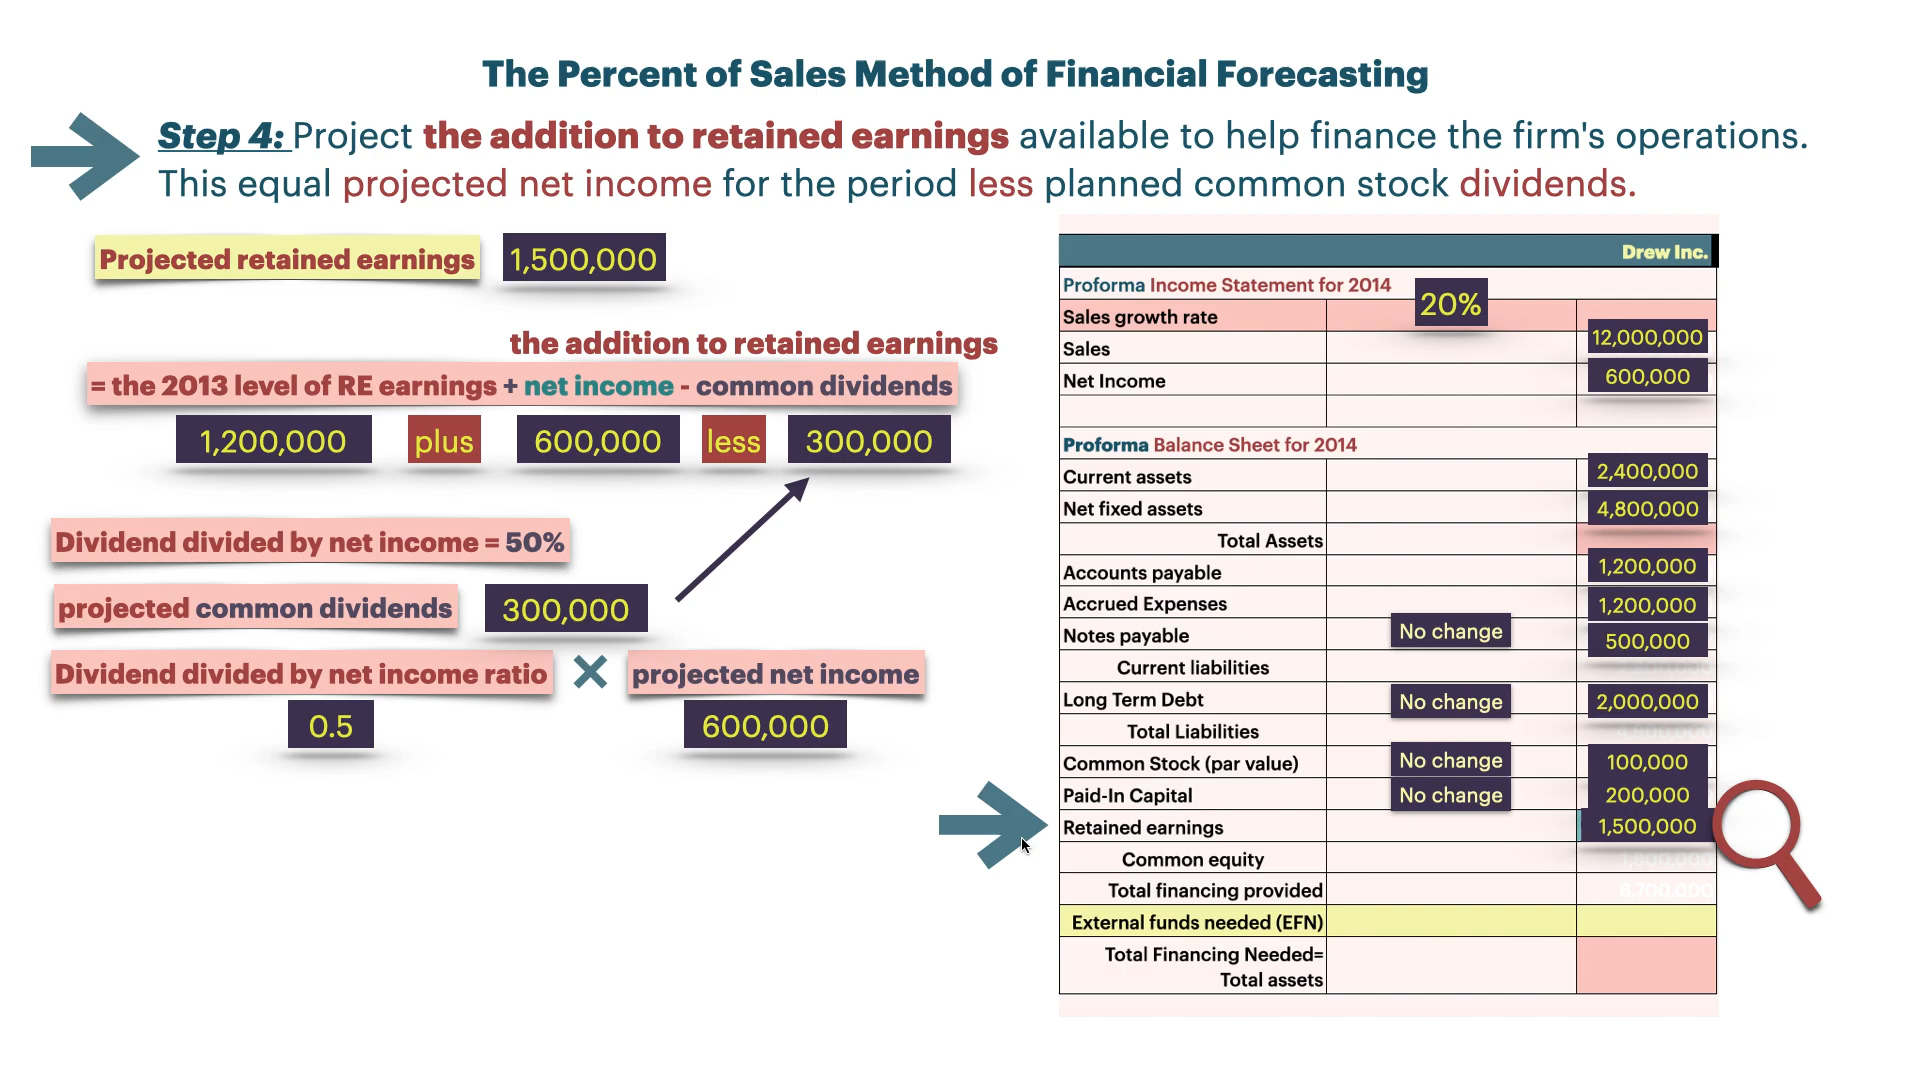 The Percent of Sales Method of Financial Forecasting
Step 4: Project the addition to retained earnings available to help finance the firm's operations.
This equal projected net income for the period less planned common stock dividends.
Projected retained earnings 1,500,000
the addition to retained earnings
= the 2013 level of RE earnings + net income - common dividends
1,200,000 plus 600,000 less 300,000
Dividend divided by net income = 50%
projected common dividends 300,000
Dividend divided by net income ratio × projected net income
0.5 600,000
Drew Inc.
Proforma Income Statement for 2014
Sales growth rate 20%
Sales 12,000,000
Net Income 600,000
Proforma Balance Sheet for 2014
Current assets 2,400,000
Net fixed assets 4,800,000
Total Assets
Accounts payable 1,200,000
Accrued Expenses 1,200,000
Notes payable No change 500,000
Current liabilities
Long Term Debt No change 2,000,000
Total Liabilities
Common Stock (par value) No change 100,000
Paid-In Capital No change 200,000
Retained earnings 1,500,000
Common equity 1,800,000
Total financing provided 6,700,000
External funds needed (EFN)
Total Financing Needed=
Total assets